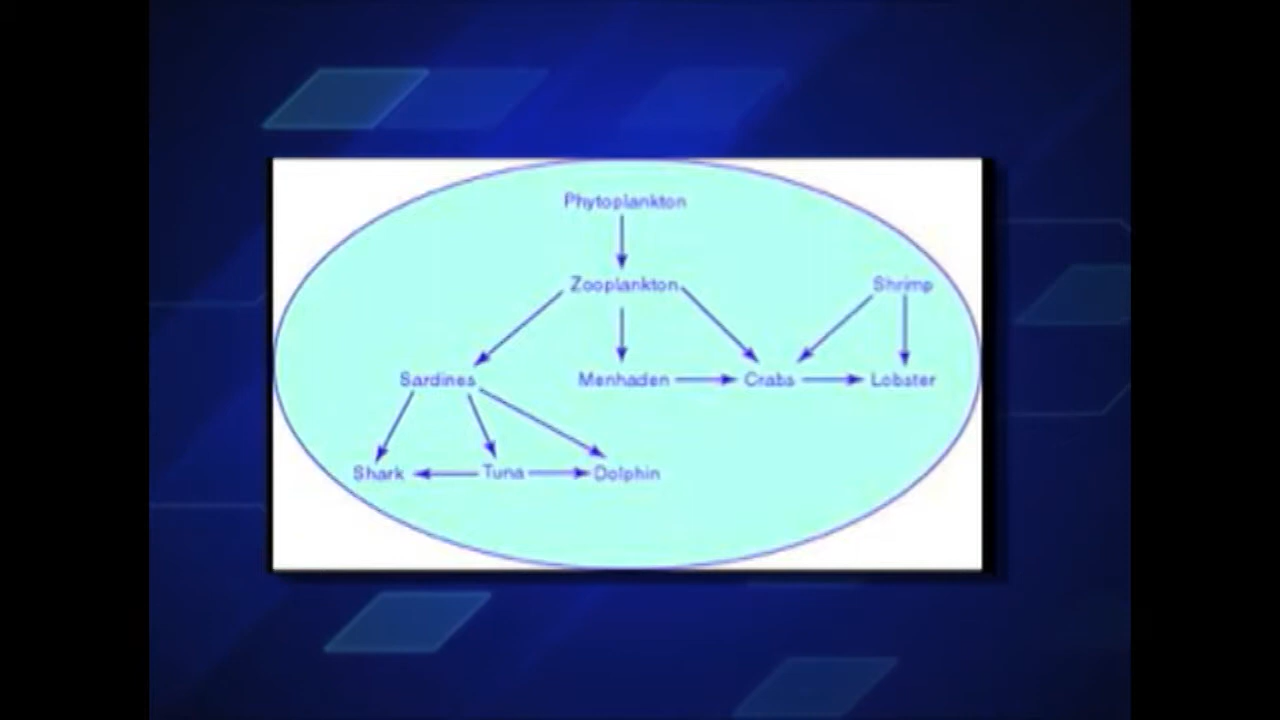 Phytoplankton
Zooplankton
Shrimp
Sardines
Menhaden
Crabs
Lobster
Shark
Tuna
Dolphin